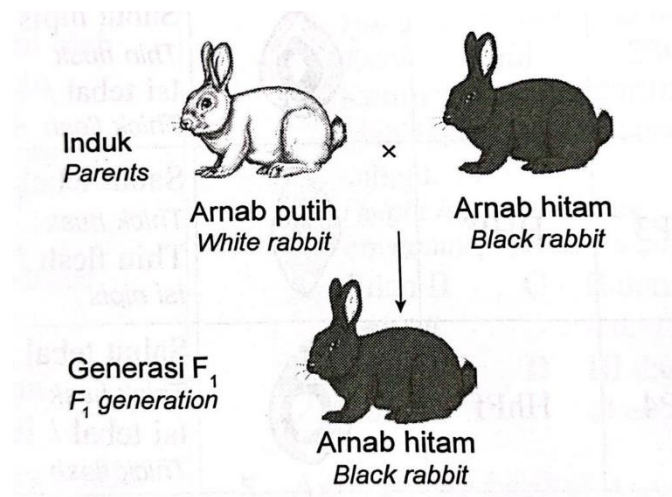 Induk
Parents
×
Arnab putih
White rabbit
Arnab hitam
Black rabbit
Generasi F₁
F₁ generation
Arnab hitam
Black rabbit